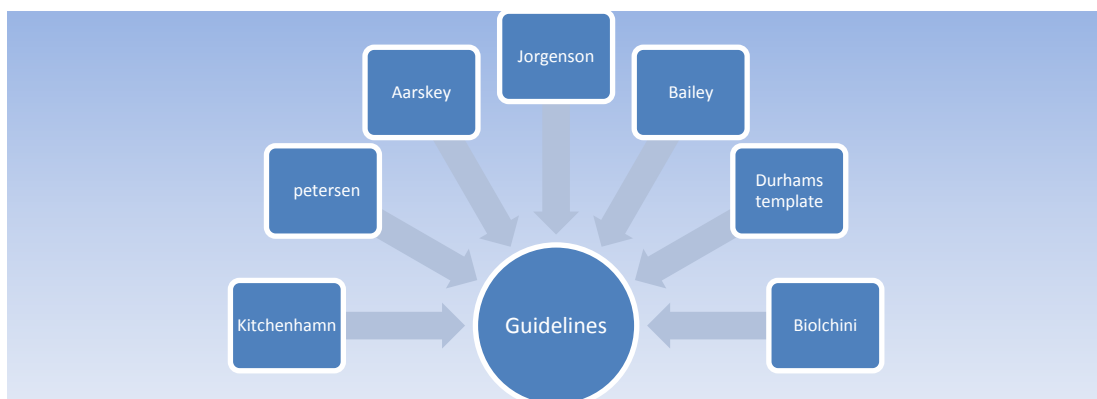 Jorgenson
Aarskey
Bailey
petersen
Durhams
template
Kitchenhamn
Guidelines
Biolchini